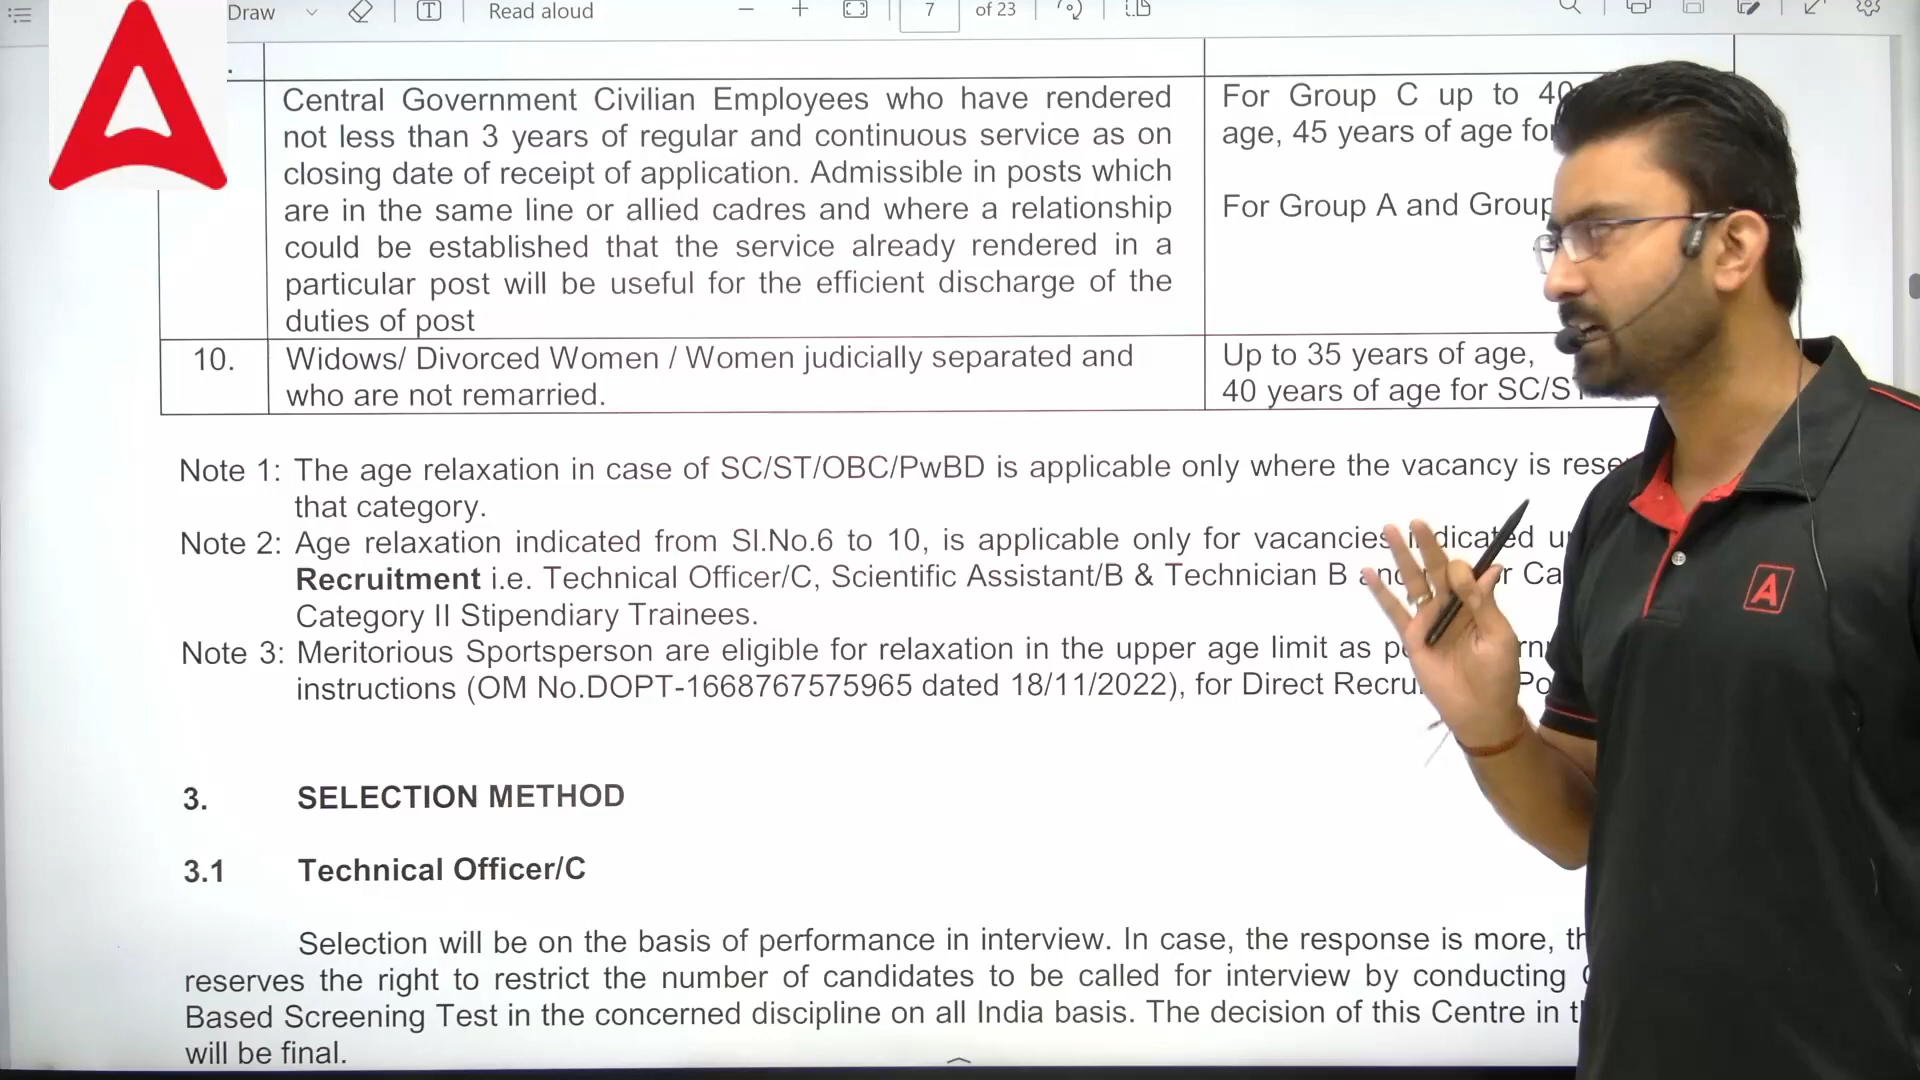 Draw
Read aloud
7 of 23
.
Central Government Civilian Employees who have rendered
not less than 3 years of regular and continuous service as on
closing date of receipt of application. Admissible in posts which
are in the same line or allied cadres and where a relationship
could be established that the service already rendered in a
particular post will be useful for the efficient discharge of the
duties of post
For Group C up to 40
age, 45 years of age for
For Group A and Group
10. Widows/ Divorced Women / Women judicially separated and
who are not remarried.
Up to 35 years of age,
40 years of age for SC/ST
Note 1: The age relaxation in case of SC/ST/OBC/PwBD is applicable only where the vacancy is
that category.
Note 2: Age relaxation indicated from Sl.No.6 to 10, is applicable only for vacancies indicated
Recruitment i.e. Technical Officer/C, Scientific Assistant/B & Technician B
Category II Stipendiary Trainees.
Note 3: Meritorious Sportsperson are eligible for relaxation in the upper age limit as
instructions (OM No.DOPT-1668767575965 dated 18/11/2022), for Direct
3. SELECTION METHOD
3.1 Technical Officer/C
Selection will be on the basis of performance in interview. In case, the response is more,
reserves the right to restrict the number of candidates to be called for interview by conducting
Based Screening Test in the concerned discipline on all India basis. The decision of this Centre in
will be final.